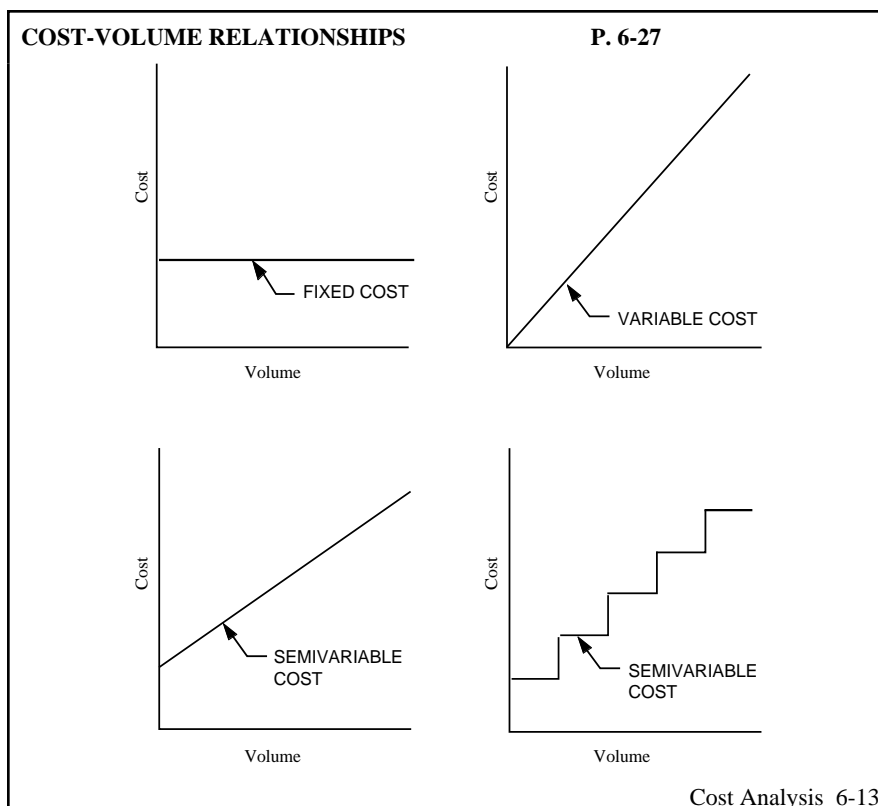 COST-VOLUME RELATIONSHIPS P. 6-27
Cost
FIXED COST
Volume
Cost
VARIABLE COST
Volume
Cost
SEMIVARIABLE
COST
Volume
Cost
SEMIVARIABLE
COST
Volume
Cost Analysis 6-13